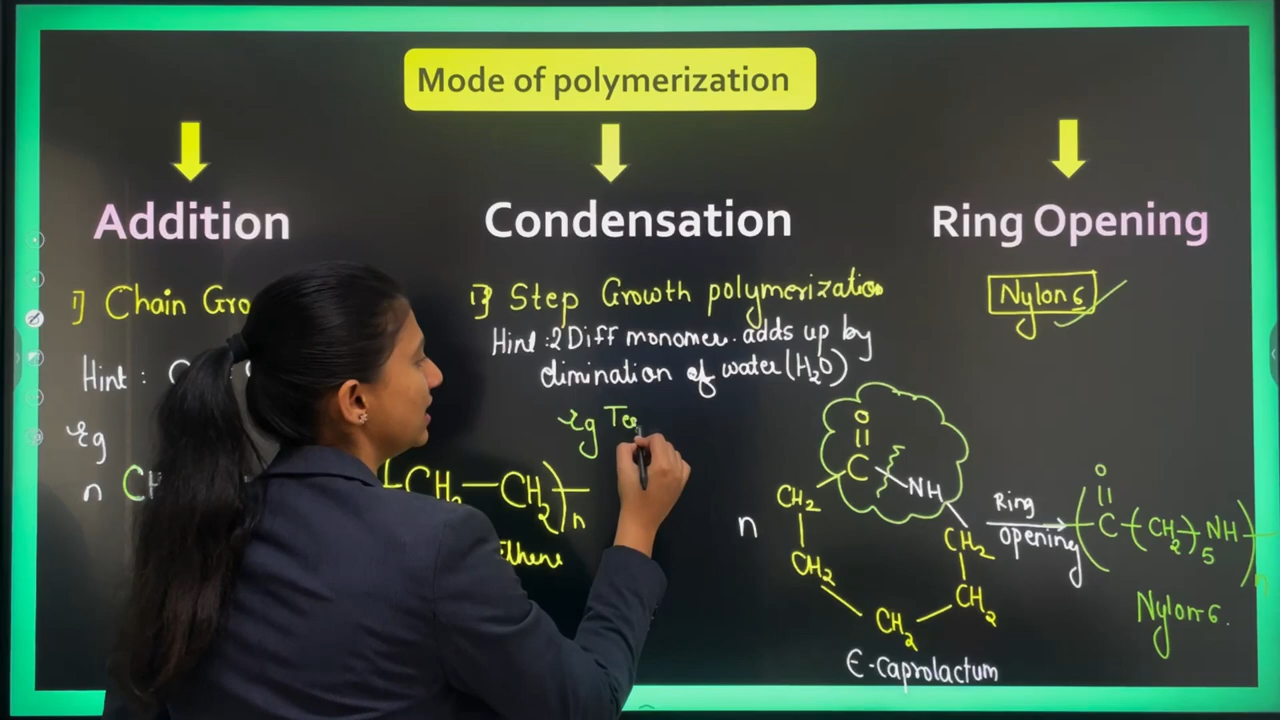 Mode of polymerization
Addition
Condensation
Ring Opening
1] Chain Gro
Hint :
eg
n CH
CH2 — CH2)n
1] Step Growth polymerization
Hint : 2 Diff monomer. adds up by
elimination of water (H2O)
eg Te
Nylon 6
n
O
C
NH
CH2
CH2
CH2
CH2
CH2
Ɛ-caprolactum
Ring
opening
O
(C-(CH2)5 NH)n
Nylon-6.